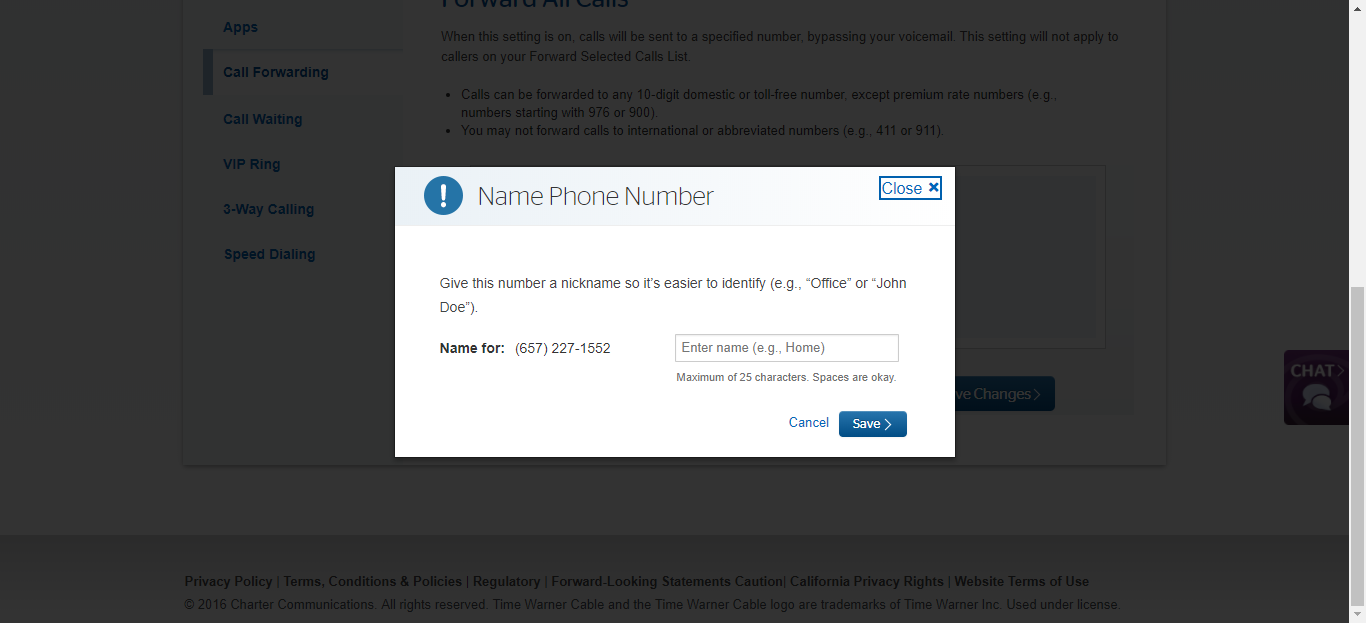 Forward All Calls
Apps
When this setting is on, calls will be sent to a specified number, bypassing your voicemail. This setting will not apply to
callers on your Forward Selected Calls List.
Call Forwarding
• Calls can be forwarded to any 10-digit domestic or toll-free number, except premium rate numbers (e.g.,
numbers starting with 976 or 900).
Call Waiting
• You may not forward calls to international or abbreviated numbers (e.g., 411 or 911).
VIP Ring
3-Way Calling
Speed Dialing
Name Phone Number
Close ×
Give this number a nickname so it’s easier to identify (e.g., “Office” or “John
Doe”).
Name for: (657) 227-1552
Enter name (e.g., Home)
Maximum of 25 characters. Spaces are okay.
Cancel Save >
ve Changes >
CHAT >
Privacy Policy | Terms, Conditions & Policies | Regulatory | Forward-Looking Statements Caution| California Privacy Rights | Website Terms of Use
© 2016 Charter Communications. All rights reserved. Time Warner Cable and the Time Warner Cable logo are trademarks of Time Warner Inc. Used under license.